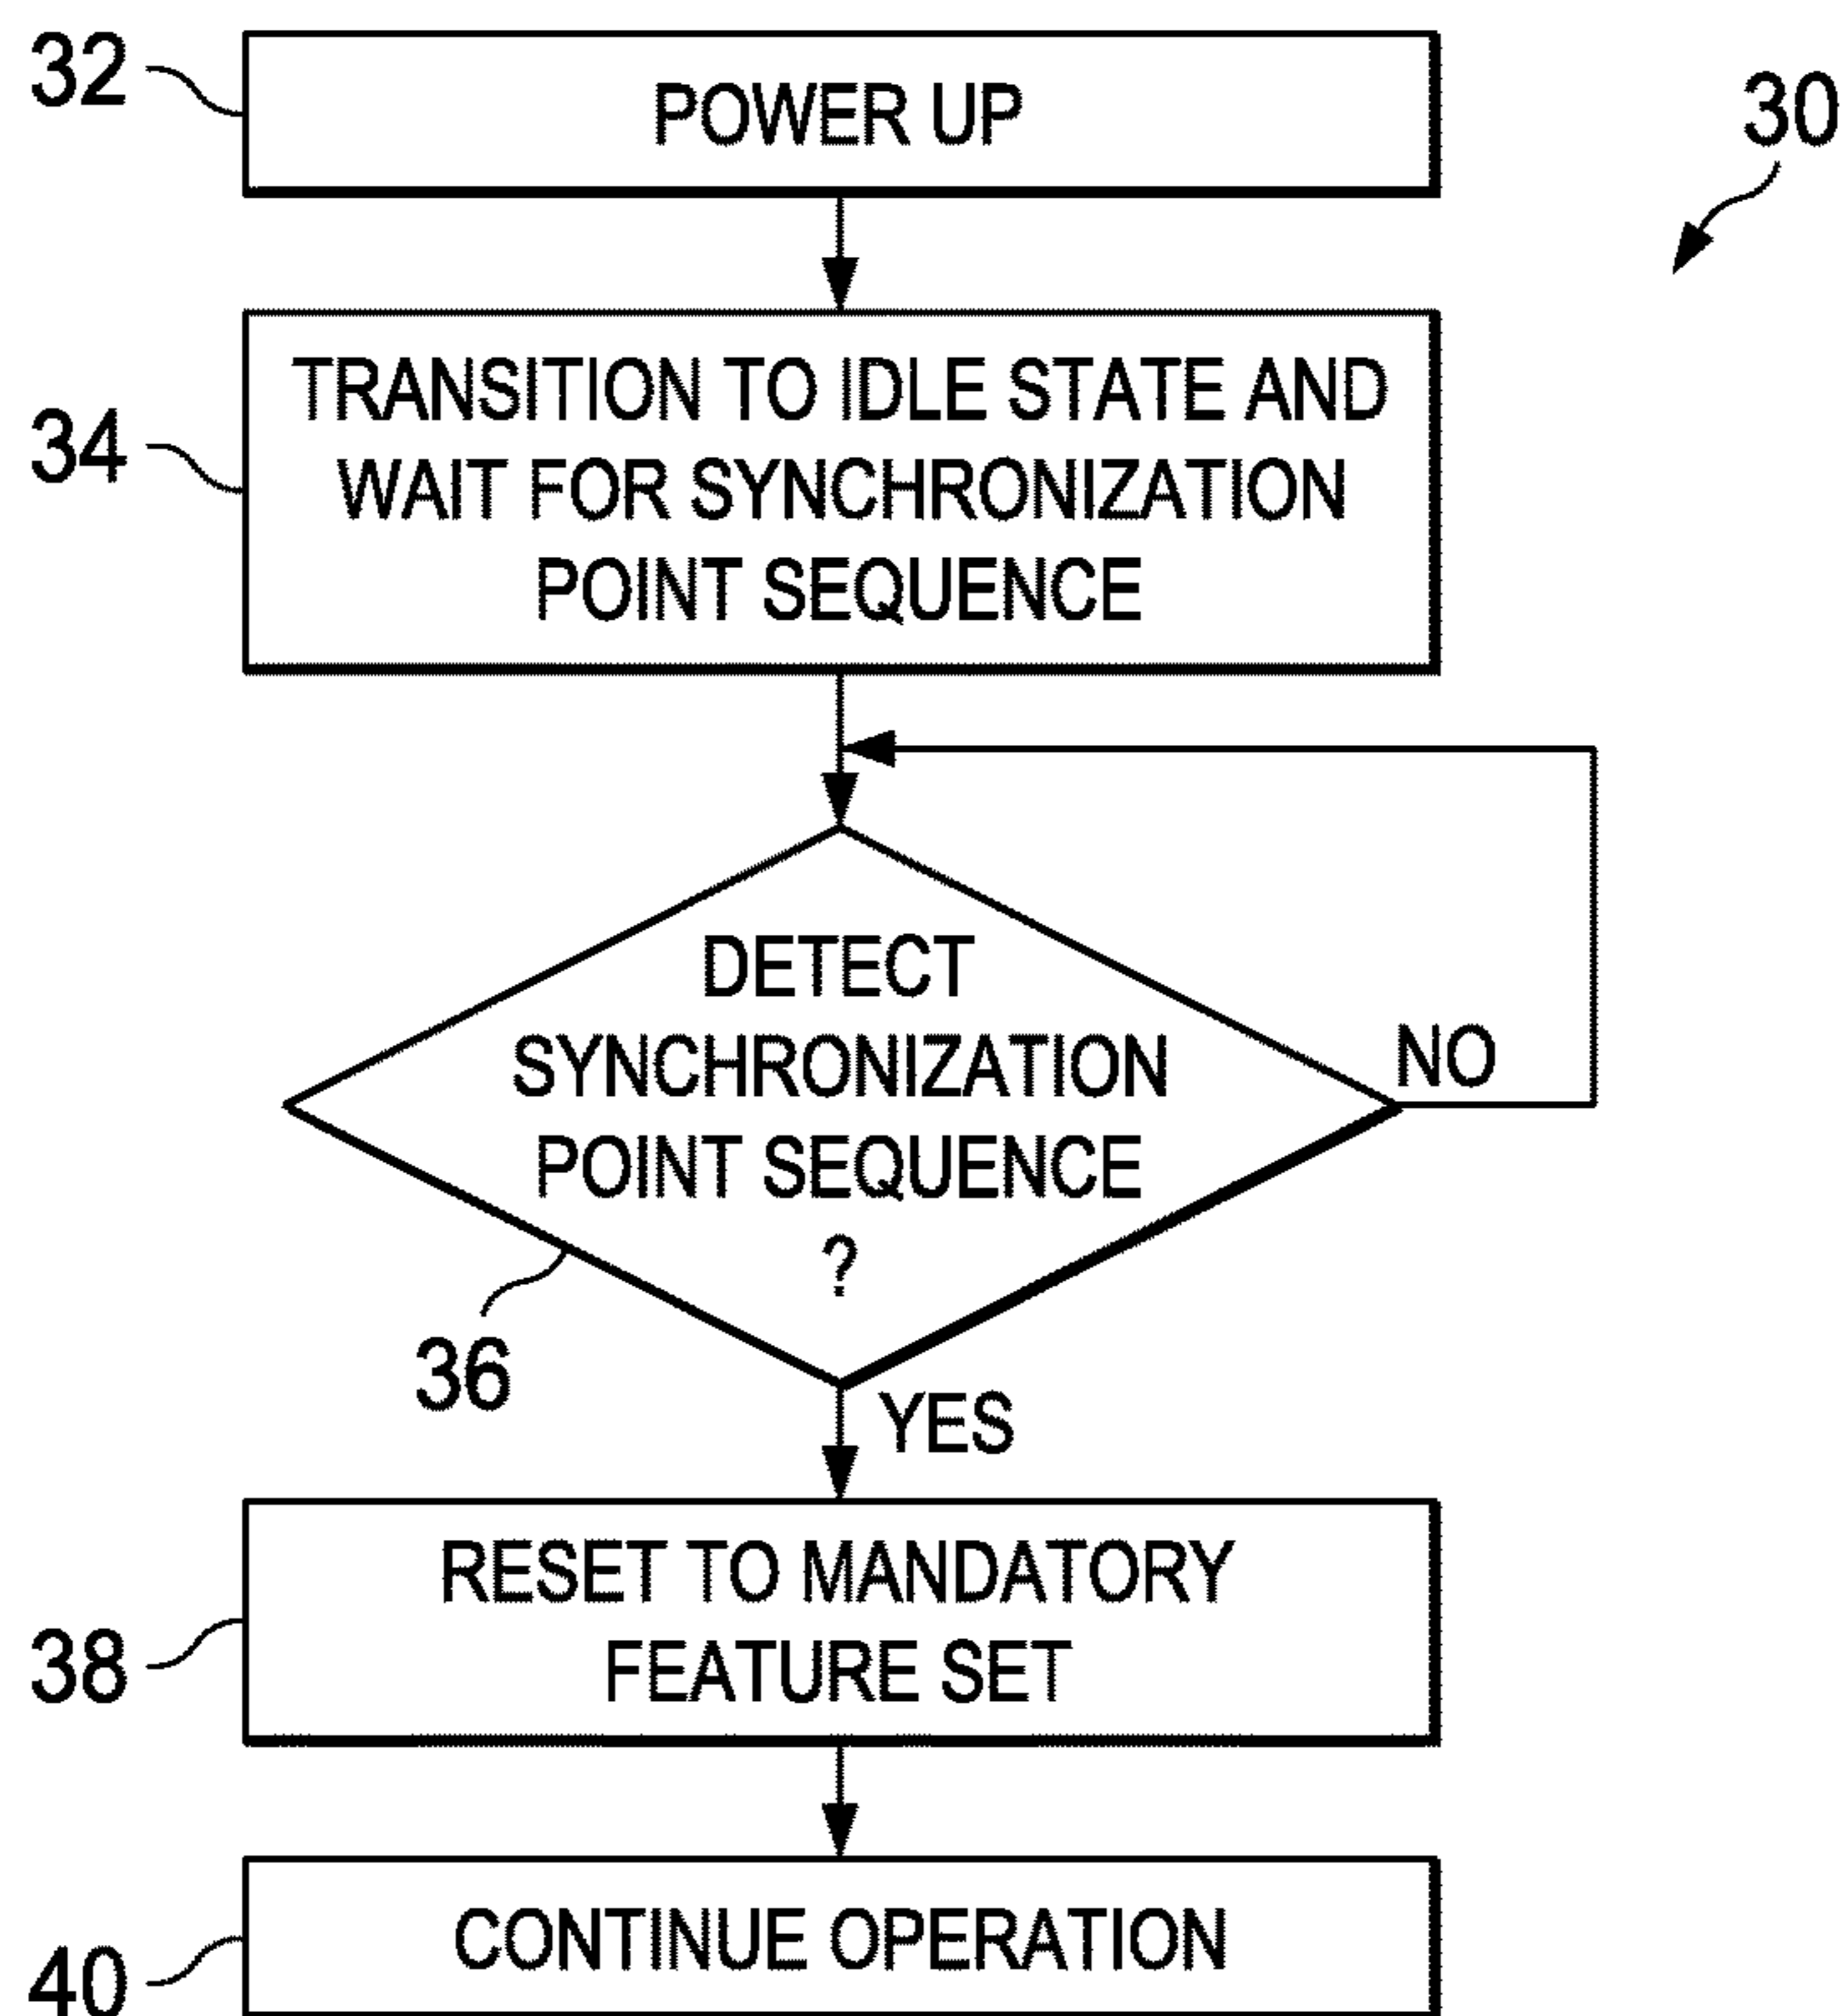 32
POWER UP
30
34
TRANSITION TO IDLE STATE AND
WAIT FOR SYNCHRONIZATION
POINT SEQUENCE
DETECT
SYNCHRONIZATION
POINT SEQUENCE
?
NO
36
YES
38
RESET TO MANDATORY
FEATURE SET
40
CONTINUE OPERATION